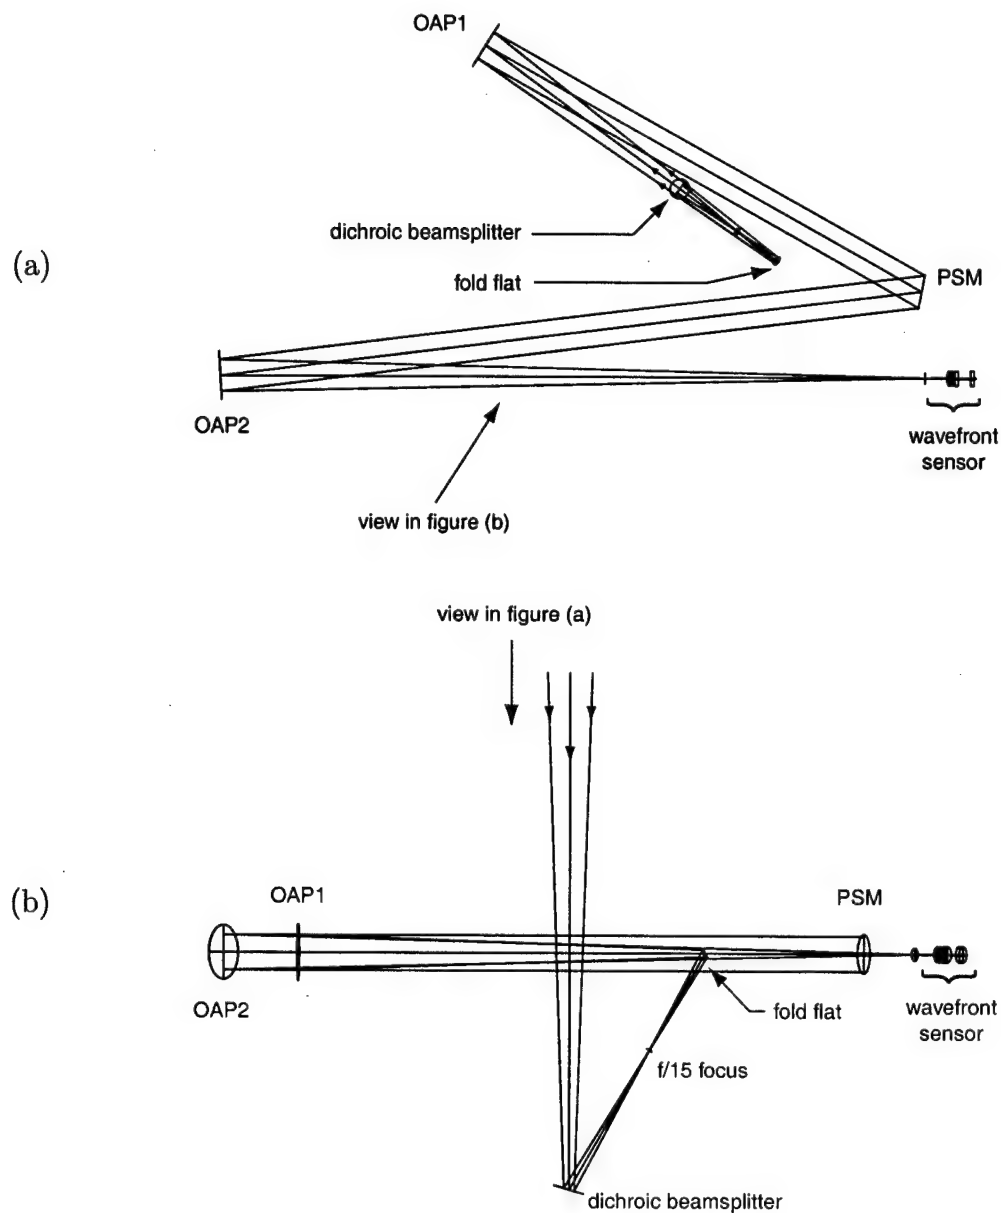 OAP1
dichroic beamsplitter
(a)
fold flat
PSM
OAP2
wavefront
sensor
view in figure (b)
view in figure (a)
OAP1
PSM
(b)
OAP2
fold flat
wavefront
sensor
f/15 focus
dichroic beamsplitter